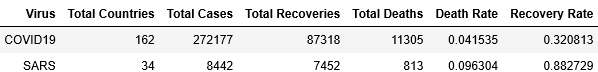 Virus Total Countries Total Cases Total Recoveries Total Deaths Death Rate Recovery Rate
COVID19 162 272177 87318 11305 0.041535 0.320813
SARS 34 8442 7452 813 0.096304 0.882729